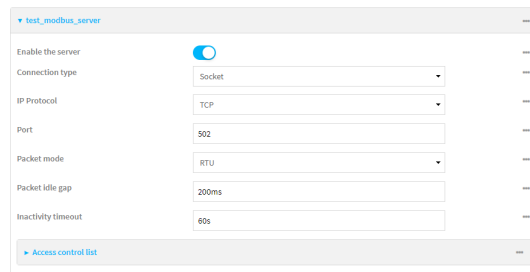 test_modbus_server
Enable the server
Connection type Socket
IP Protocol TCP
Port 502
Packet mode RTU
Packet idle gap 200ms
Inactivity timeout 60s
Access control list